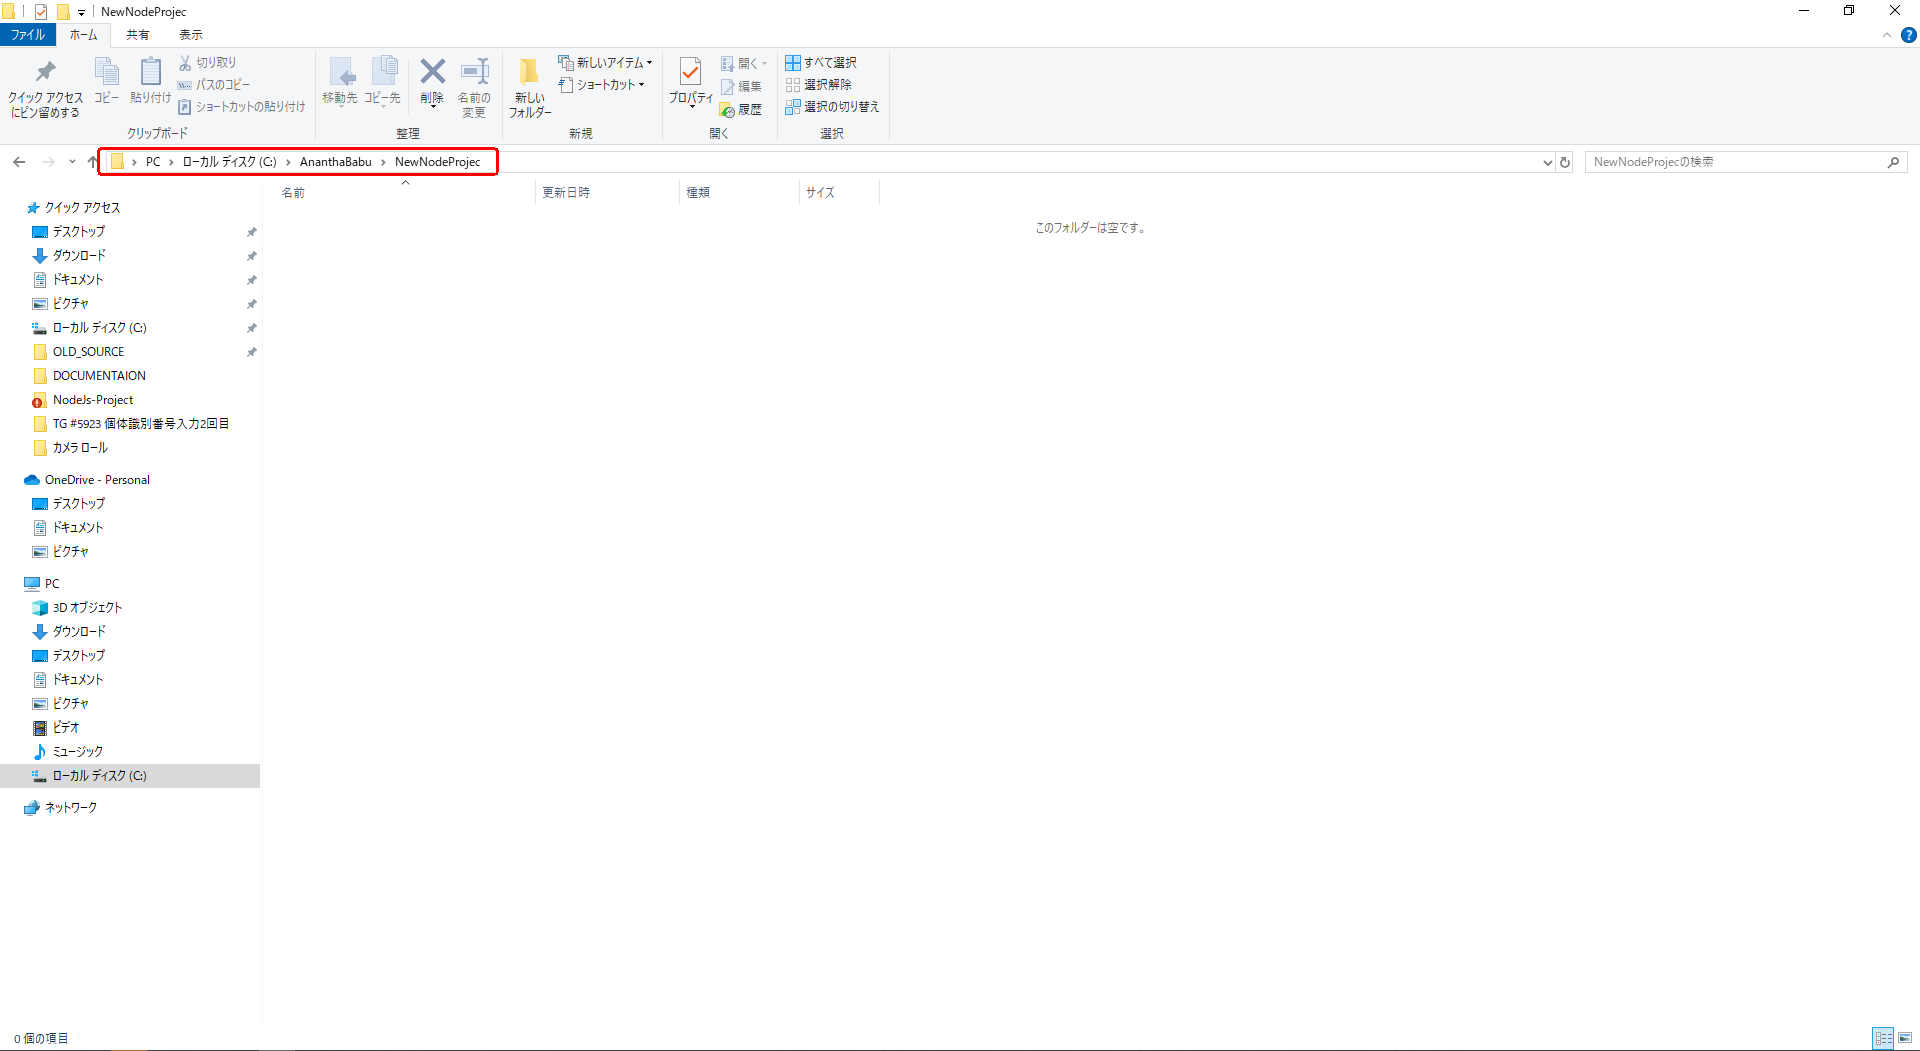 NewNodeProjec
ファイル ホーム 共有 表示
クイック アクセス
にピン留めする
コピー
貼り付け
切り取り
パスのコピー
ショートカットの貼り付け
クリップボード
移動先
コピー先
削除
名前の
変更
整理
新しい
フォルダー
新しいアイテム
ショートカット
新規
プロパティ
開く
編集
履歴
開く
すべて選択
選択解除
選択の切り替え
選択
PC › ローカル ディスク (C:) › AnanthaBabu › NewNodeProjec
NewNodeProjecの検索
名前 更新日時 種類 サイズ
このフォルダーは空です。
クイック アクセス
デスクトップ
ダウンロード
ドキュメント
ピクチャ
ローカル ディスク (C:)
OLD_SOURCE
DOCUMENTAION
NodeJs-Project
TG #5923 個体識別番号入力2回目
カメラ ロール
OneDrive - Personal
デスクトップ
ドキュメント
ピクチャ
PC
3D オブジェクト
ダウンロード
デスクトップ
ドキュメント
ピクチャ
ビデオ
ミュージック
ローカル ディスク (C:)
ネットワーク
0 個の項目